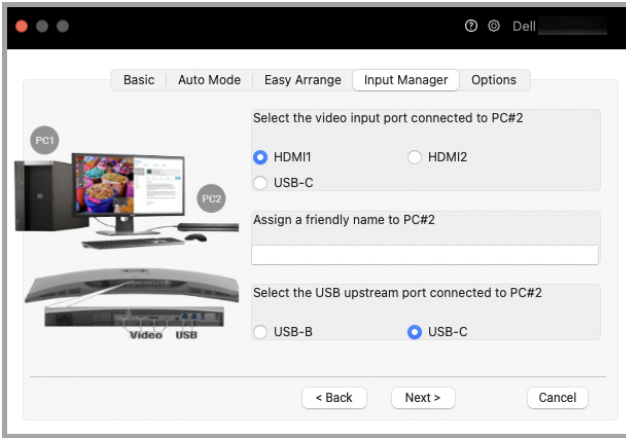 Dell
Basic Auto Mode Easy Arrange Input Manager Options
Select the video input port connected to PC#2
PC1
HDMI1 HDMI2
USB-C
PC2
Assign a friendly name to PC#2
Select the USB upstream port connected to PC#2
Video USB
USB-B USB-C
< Back Next > Cancel